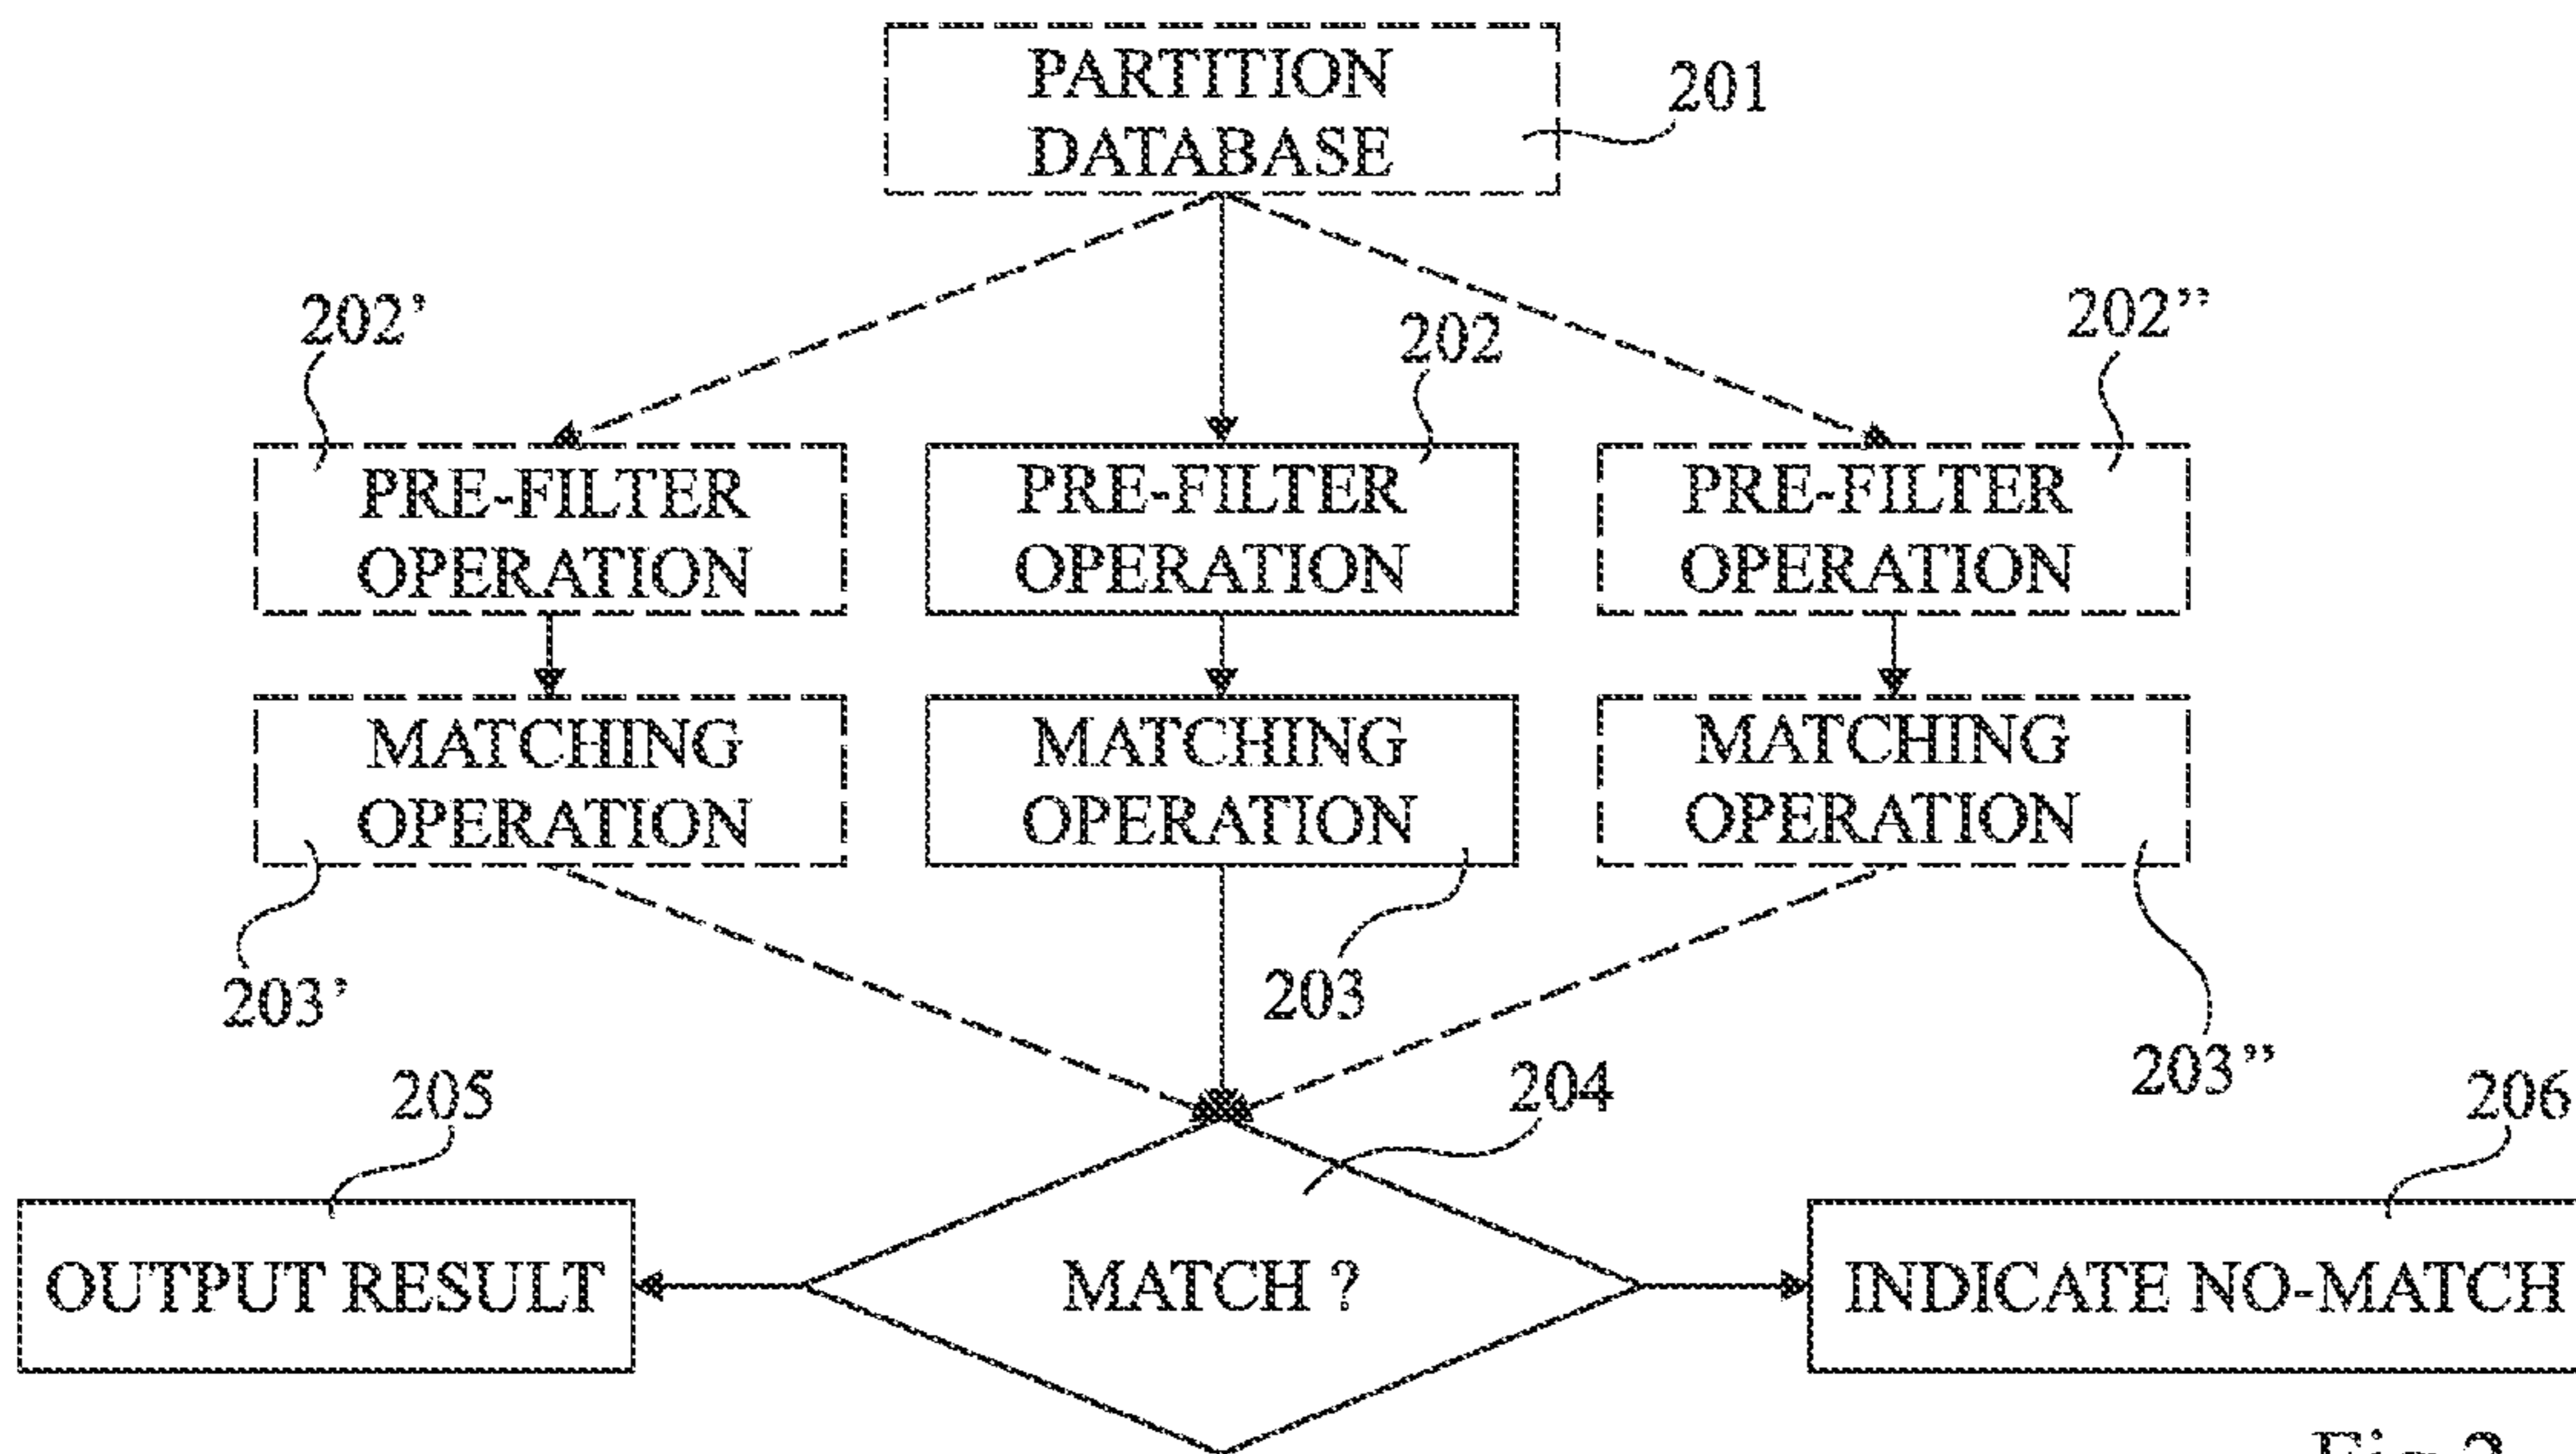 PARTITION
DATABASE
201
202’
202
202”
PRE-FILTER
OPERATION
PRE-FILTER
OPERATION
PRE-FILTER
OPERATION
MATCHING
OPERATION
MATCHING
OPERATION
MATCHING
OPERATION
203’
203
203”
205
204
206
OUTPUT RESULT
MATCH ?
INDICATE NO-MATCH